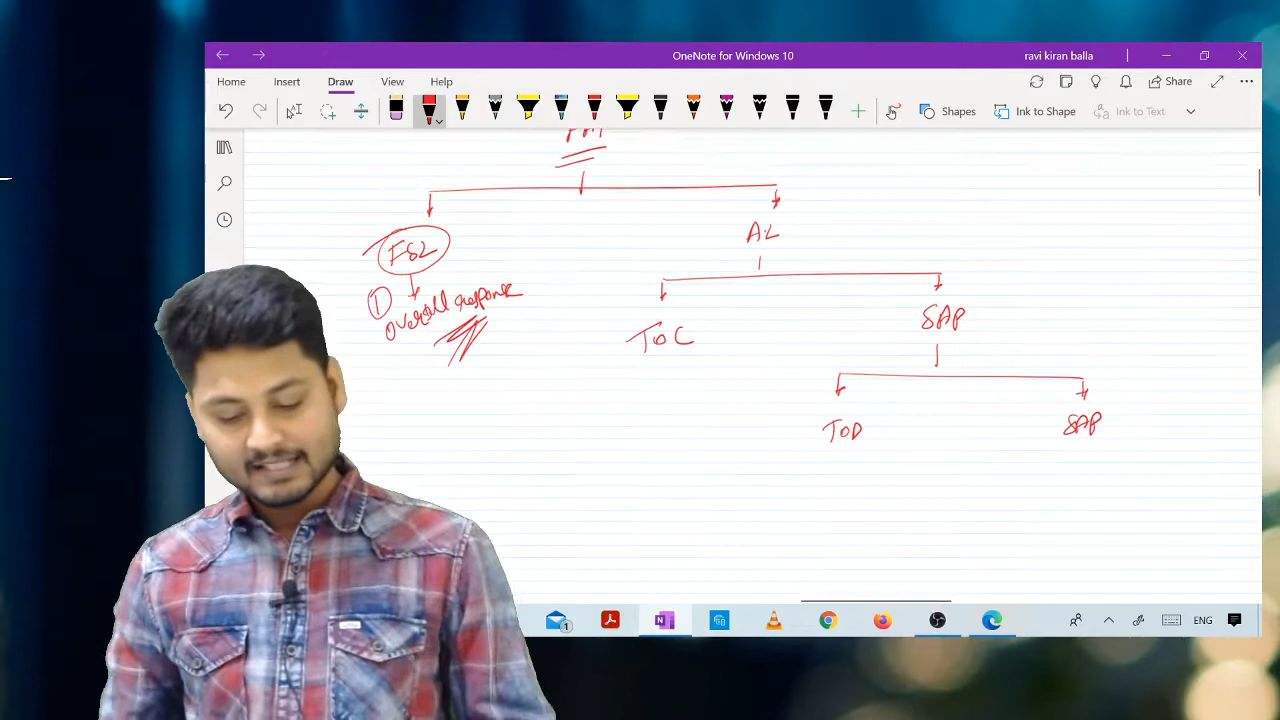 OneNote for Windows 10
ravi kiran balla
Home
Insert
Draw
View
Help
Share
Shapes
Ink to Shape
Ink to Text
FSL
AL
①
overall response
TOC
SAP
TOD
SAP
1
ENG